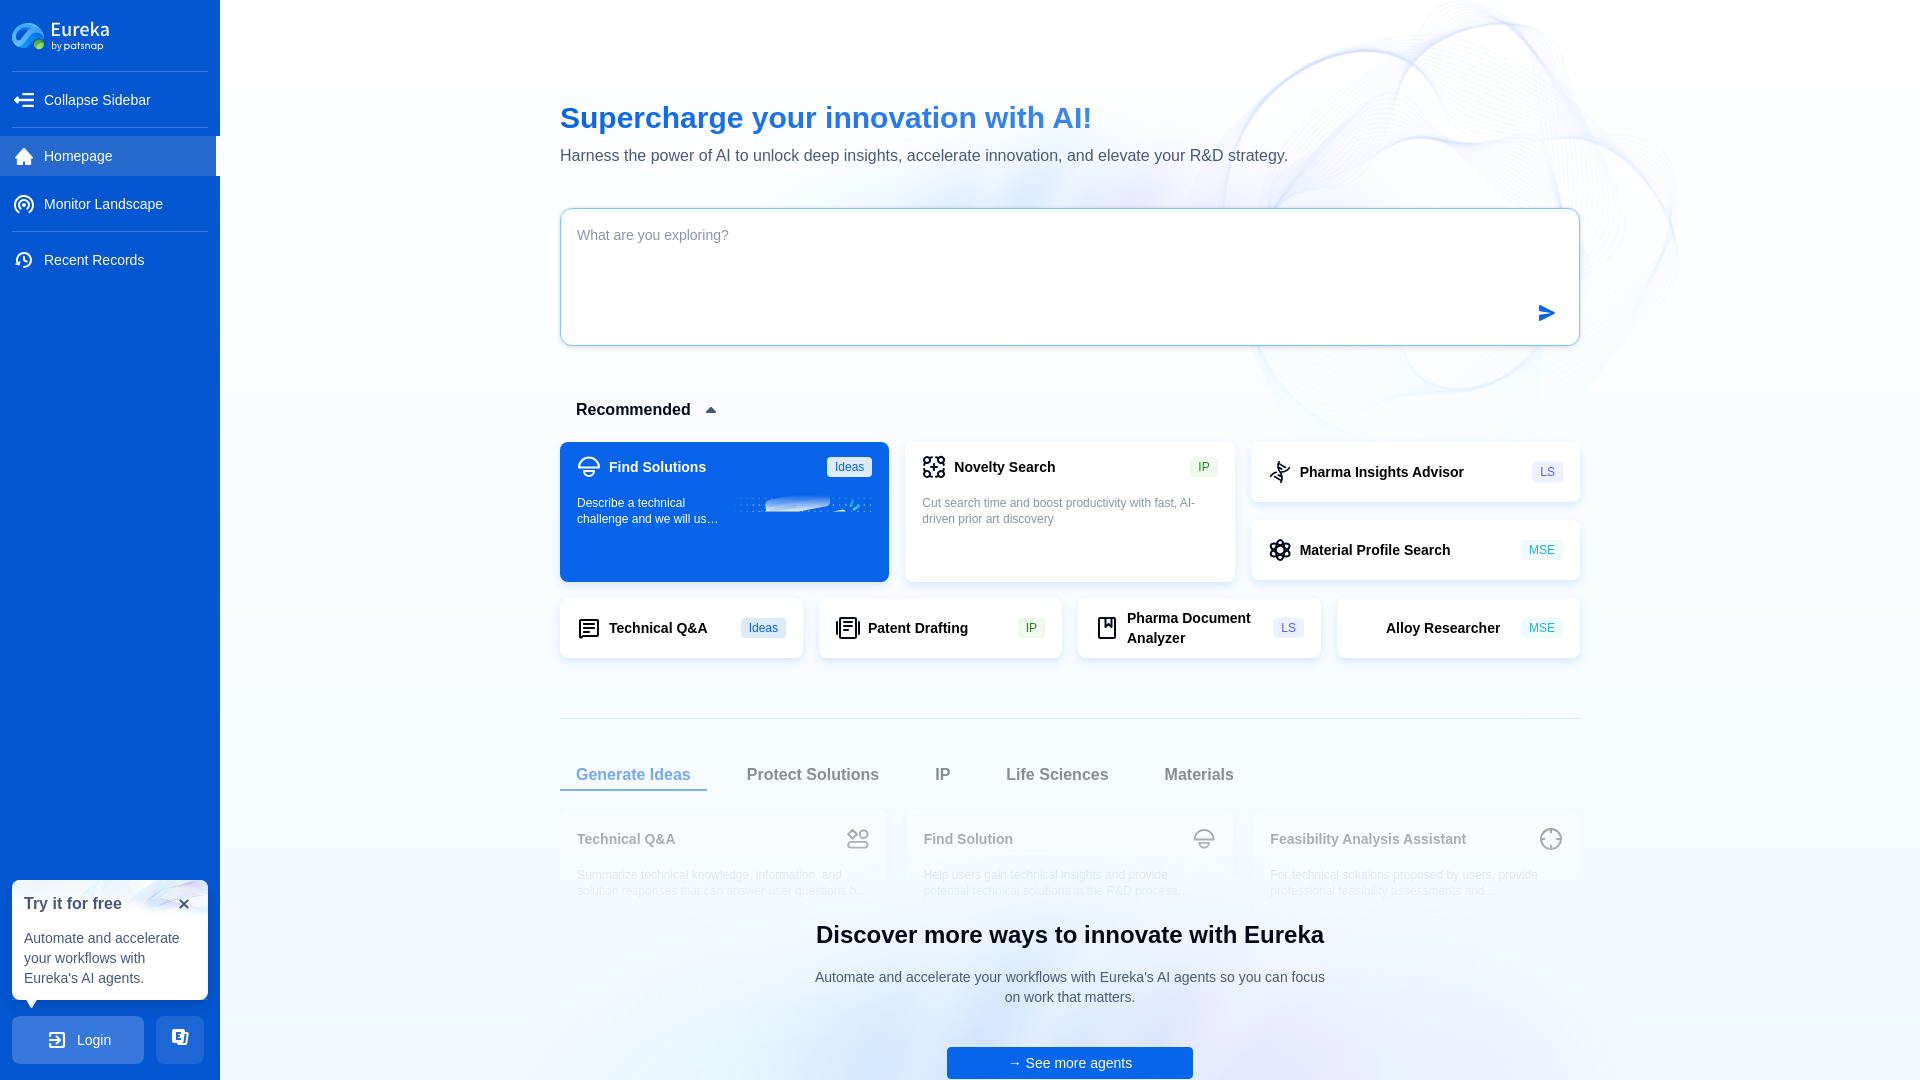 Eureka
by patsnap
Collapse Sidebar
Homepage
Monitor Landscape
Recent Records
Try it for free
Automate and accelerate
your workflows with
Eureka's AI agents.
Login
Supercharge your innovation with AI!
Harness the power of AI to unlock deep insights, accelerate innovation, and elevate your R&D strategy.
What are you exploring?
Recommended
Find Solutions
Ideas
Describe a technical
challenge and we will us…
Novelty Search
IP
Cut search time and boost productivity with fast, AI-
driven prior art discovery
Pharma Insights Advisor
LS
Material Profile Search
MSE
Technical Q&A
Ideas
Patent Drafting
IP
Pharma Document
Analyzer
LS
Alloy Researcher
MSE
Generate Ideas
Protect Solutions
IP
Life Sciences
Materials
Technical Q&A
Summarize technical knowledge, information, and
solution responses that can answer user questions b…
Find Solution
Help users gain technical insights and provide
potential technical solutions in the R&D process…
Feasibility Analysis Assistant
For technical solutions proposed by users, provide
professional feasibility assessments and…
Discover more ways to innovate with Eureka
Automate and accelerate your workflows with Eureka's AI agents so you can focus
on work that matters.
→ See more agents